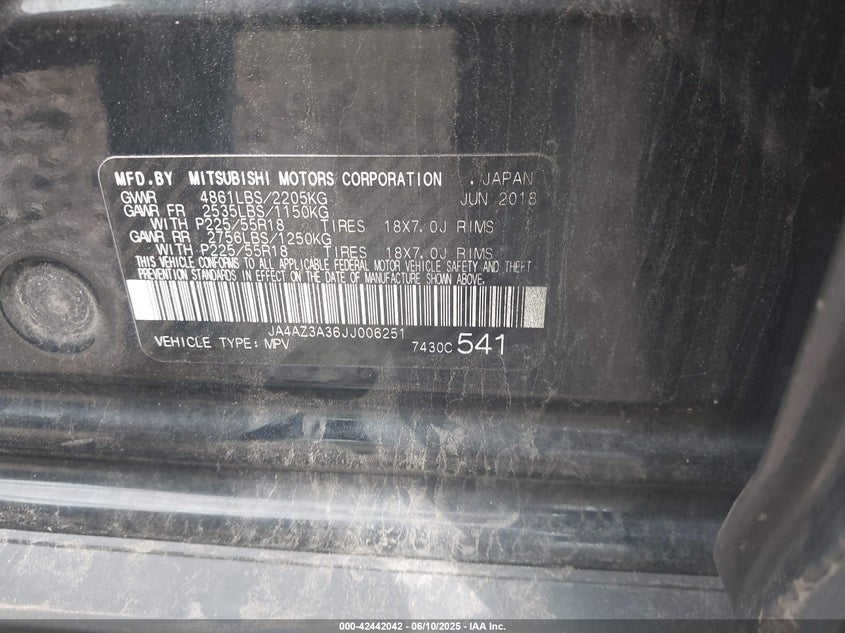 MFD.BY MITSUBISHI MOTORS CORPORATION , JAPAN
GVWR 4861LBS/2205KG JUN 2018
GAWR FR 2535LBS/1150KG
WITH P225/55R18 TIRES 18X7.0J RIMS
GAWR RR 2756LBS/1250KG
WITH P225/55R18 TIRES 18X7.0J RIMS
THIS VEHICLE CONFORMS TO ALL APPLICABLE FEDERAL MOTOR VEHICLE SAFETY AND THEFT
PREVENTION STANDARDS IN EFFECT ON THE DATE OF MANUFACTURE SHOWN ABOVE.
JA4AZ3A36JJ006251
VEHICLE TYPE: MPV 7430C 541
000-42442042 - 06/10/2025 - IAA Inc.